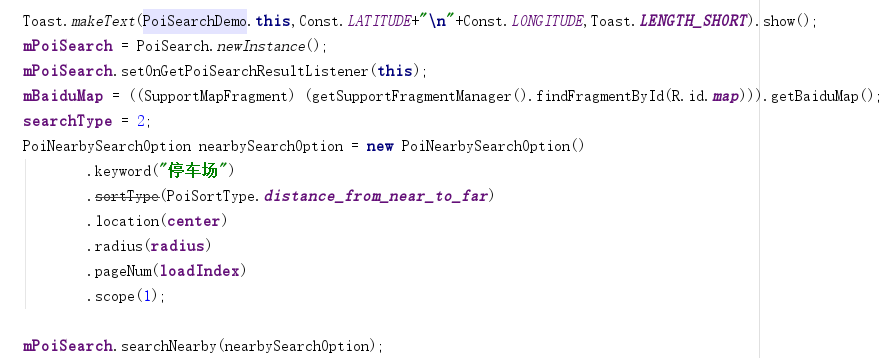 Toast.makeText(PoiSearchDemo.this,Const.LATITUDE+"\n"+Const.LONGITUDE,Toast.LENGTH_SHORT).show();
mPoiSearch = PoiSearch.newInstance();
mPoiSearch.setOnGetPoiSearchResultListener(this);
mBaiduMap = ((SupportMapFragment) (getSupportFragmentManager().findFragmentById(R.id.map))).getBaiduMap();
searchType = 2;
PoiNearbySearchOption nearbySearchOption = new PoiNearbySearchOption()
.keyword("停车场")
.sortType(PoiSortType.distance_from_near_to_far)
.location(center)
.radius(radius)
.pageNum(loadIndex)
.scope(1);
mPoiSearch.searchNearby(nearbySearchOption);